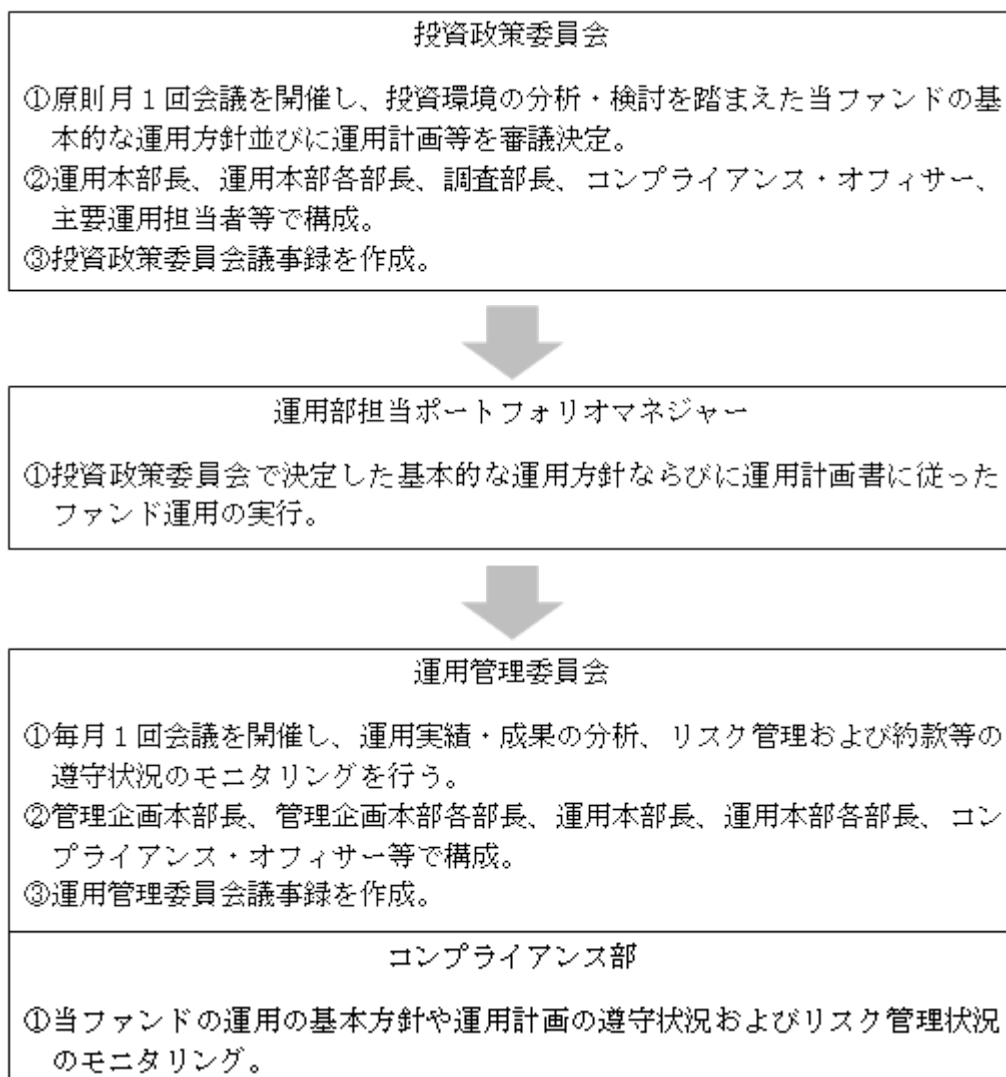 投資政策委員会
①原則月１回会議を開催し、投資環境の分析・検討を踏まえた当ファンドの基
本的な運用方針並びに運用計画等を審議決定。
②運用本部長、運用本部各部長、調査部長、コンプライアンス・オフィサー、
主要運用担当者等で構成。
③投資政策委員会議事録を作成。
運用部担当ポートフォリオマネジャー
①投資政策委員会で決定した基本的な運用方針ならびに運用計画書に従った
ファンド運用の実行。
運用管理委員会
①毎月１回会議を開催し、運用実績・成果の分析、リスク管理および約款等の
遵守状況のモニタリングを行う。
②管理企画本部長、管理企画本部各部長、運用本部長、運用本部各部長、コン
プライアンス・オフィサー等で構成。
③運用管理委員会議事録を作成。
コンプライアンス部
①当ファンドの運用の基本方針や運用計画の遵守状況およびリスク管理状況
のモニタリング。